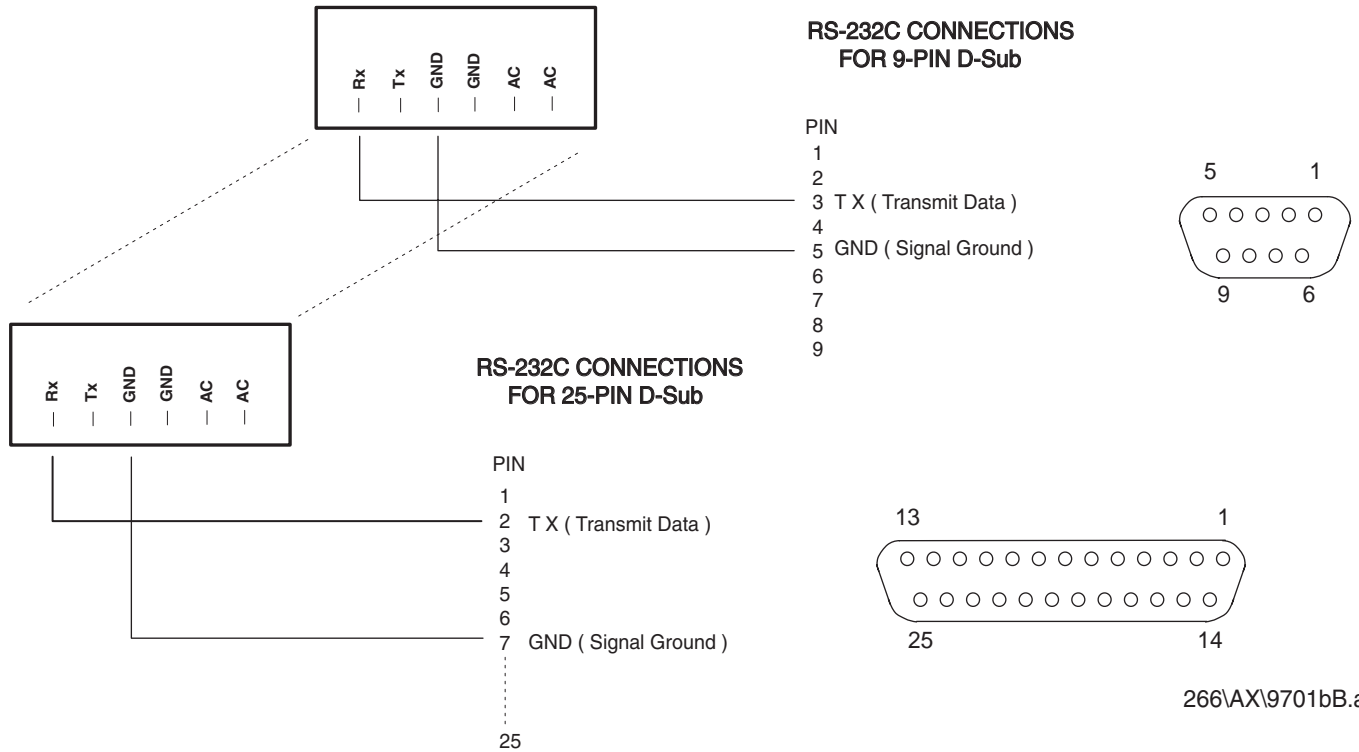 RS-232C CONNECTIONS
FOR 9-PIN D-Sub
Rx
Tx
GND
GND
AC
AC
PIN
1
2
3 T X ( Transmit Data )
4
5 GND ( Signal Ground )
6
7
8
9
5 1
9 6
RS-232C CONNECTIONS
FOR 25-PIN D-Sub
Rx
Tx
GND
GND
AC
AC
PIN
1
2 T X ( Transmit Data )
3
4
5
6
7 GND ( Signal Ground )
25
13 1
25 14
266\AX\9701bB.a